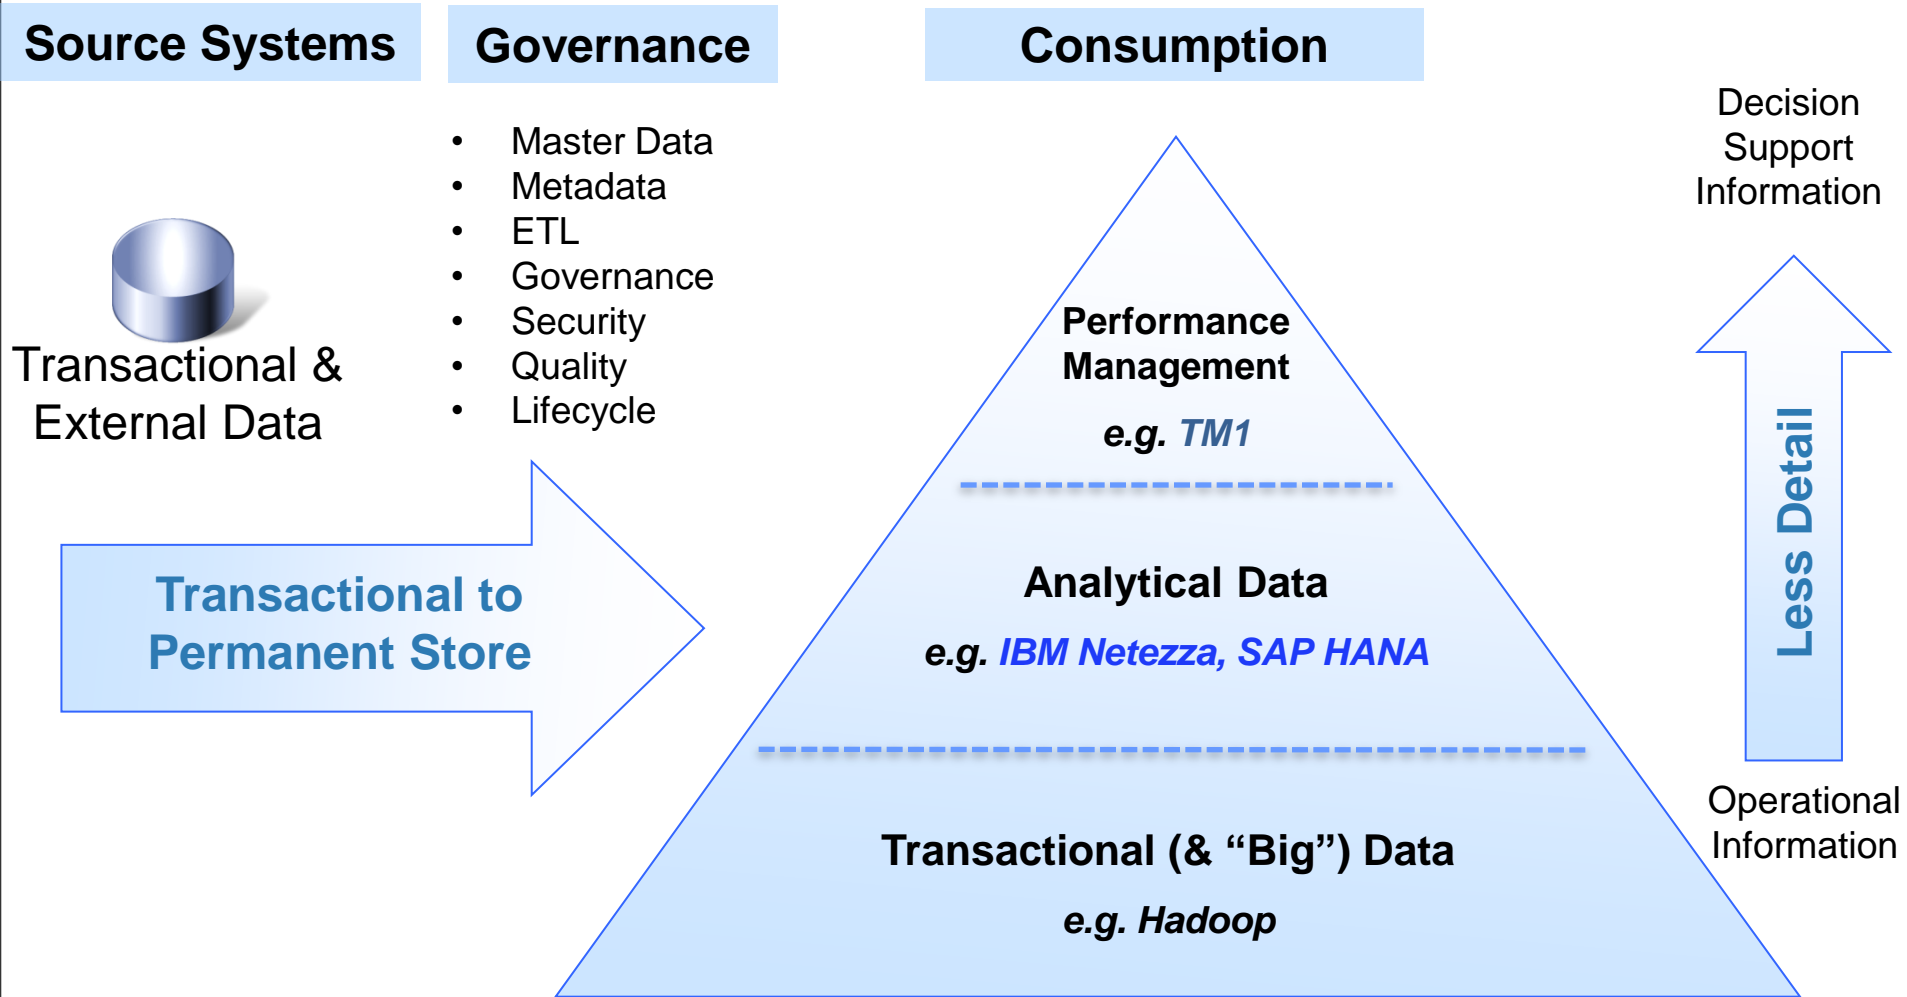 Source Systems
Governance
Consumption
Transactional &
External Data
• Master Data
• Metadata
• ETL
• Governance
• Security
• Quality
• Lifecycle
Transactional to
Permanent Store
Performance
Management
e.g. TM1
Analytical Data
e.g. IBM Netezza, SAP HANA
Transactional (& “Big”) Data
e.g. Hadoop
Decision
Support
Information
Less Detail
Operational
Information